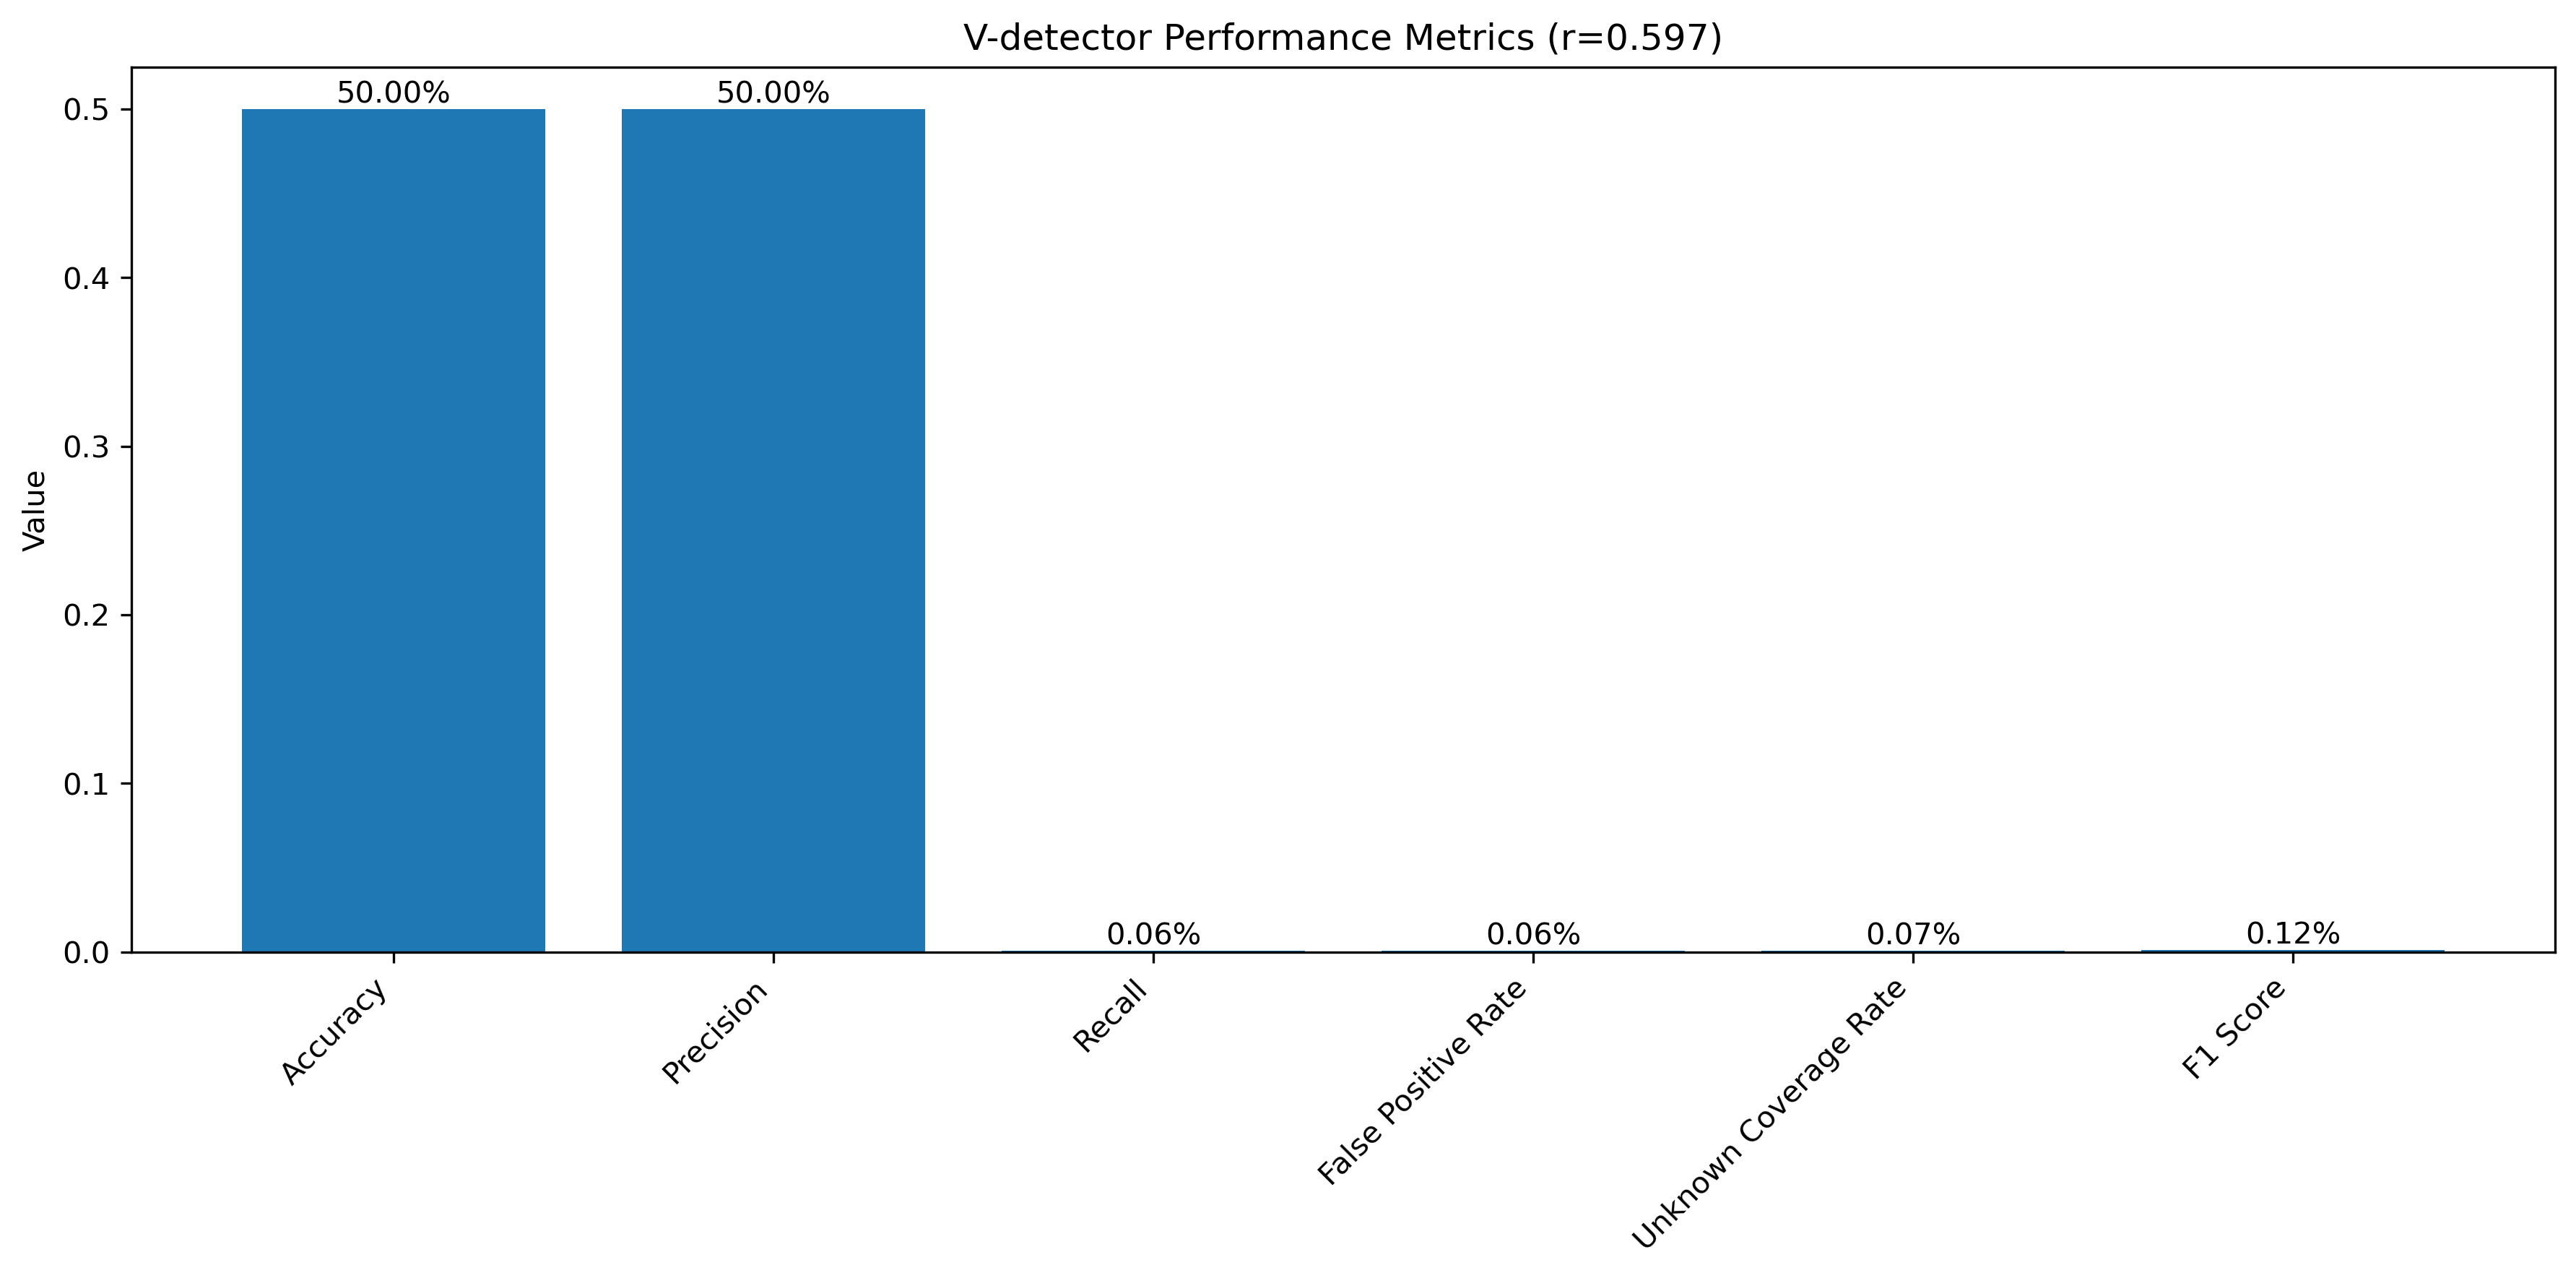 V-detector Performance Metrics (r=0.597)
Value
0.5
0.4
0.3
0.2
0.1
0.0
50.00%
50.00%
0.06%
0.06%
0.07%
0.12%
Accuracy
Precision
Recall
False Positive Rate
Unknown Coverage Rate
F1 Score